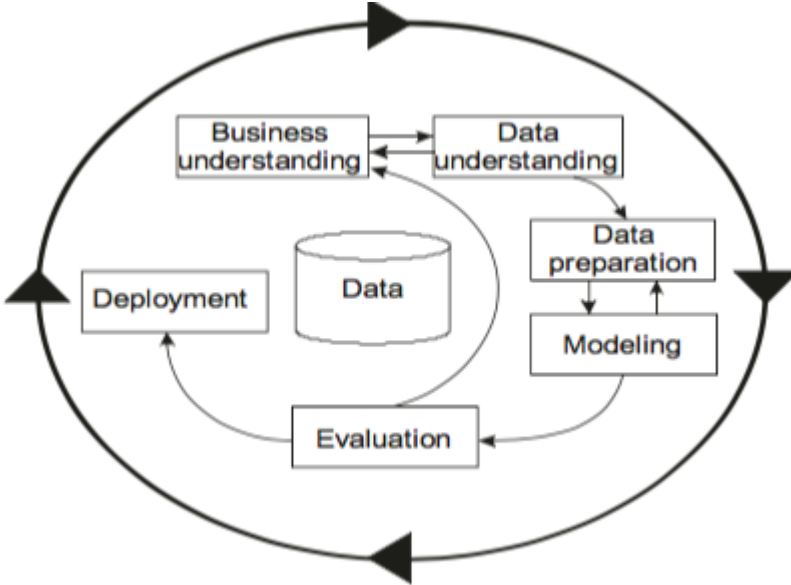 Business
understanding
Data
understanding
Data
preparation
Data
Deployment
Modeling
Evaluation